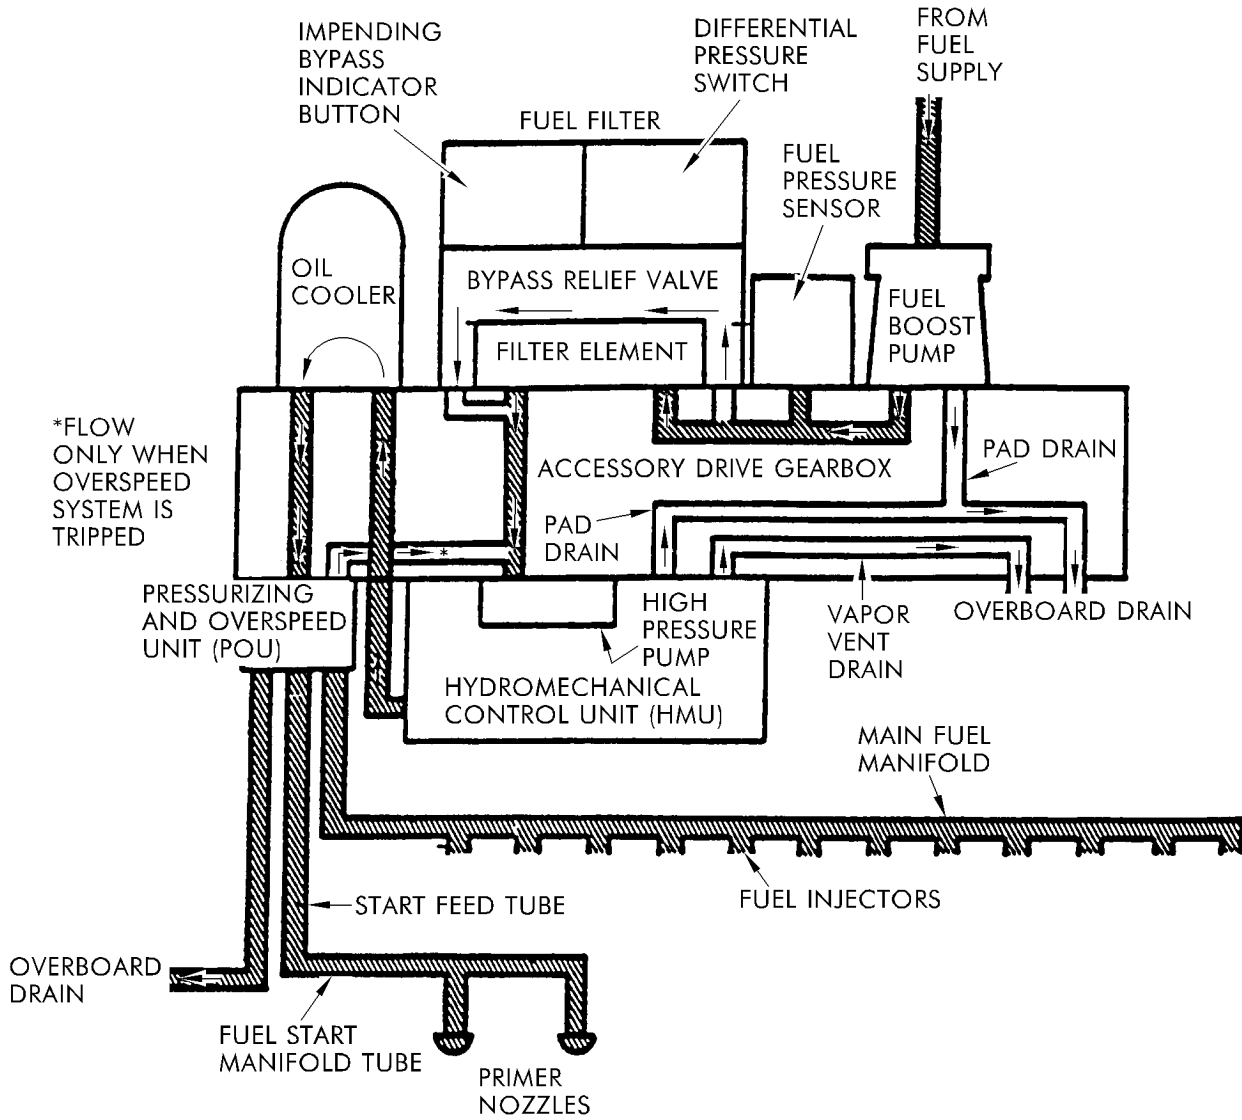 IMPENDING
BYPASS
INDICATOR
BUTTON
DIFFERENTIAL
PRESSURE
SWITCH
FROM
FUEL
SUPPLY
FUEL FILTER
FUEL
PRESSURE
SENSOR
OIL
COOLER
BYPASS RELIEF VALVE
FILTER ELEMENT
FUEL
BOOST
PUMP
*FLOW
ONLY WHEN
OVERSPEED
SYSTEM IS
TRIPPED
ACCESSORY DRIVE GEARBOX
PAD DRAIN
PAD
DRAIN
*
PRESSURIZING
AND OVERSPEED
UNIT (POU)
HIGH
PRESSURE
PUMP
VAPOR
VENT
DRAIN
OVERBOARD DRAIN
HYDROMECHANICAL
CONTROL UNIT (HMU)
MAIN FUEL
MANIFOLD
FUEL INJECTORS
START FEED TUBE
OVERBOARD
DRAIN
FUEL START
MANIFOLD TUBE
PRIMER
NOZZLES